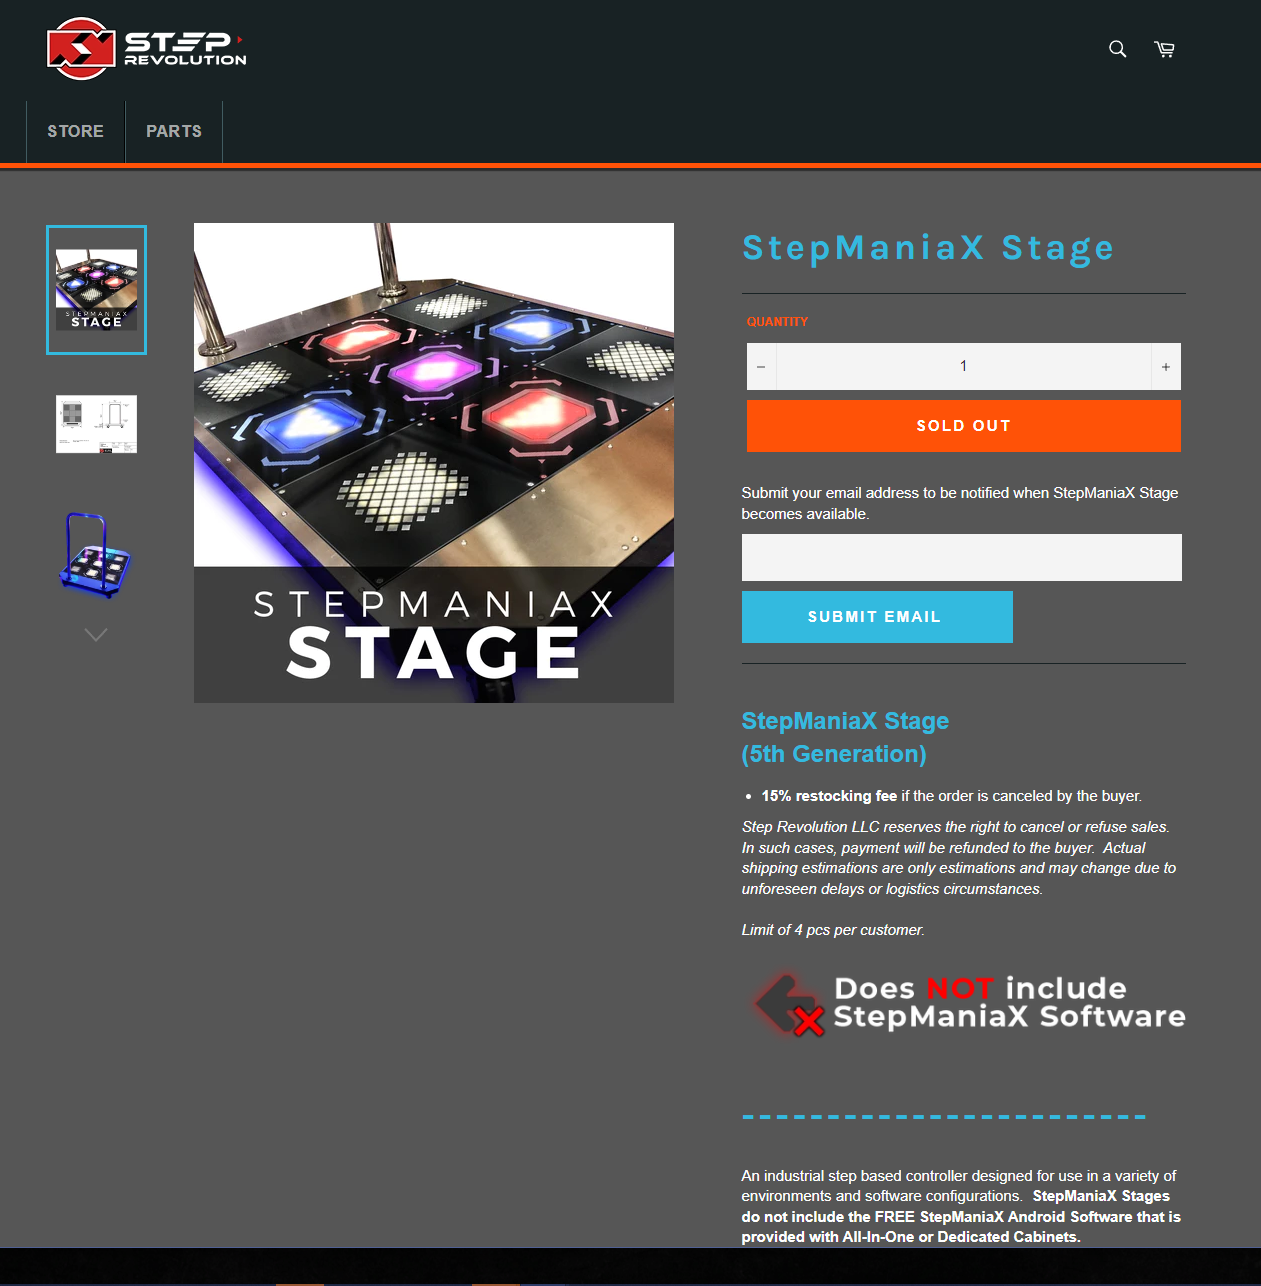 STEP
REVOLUTION
STORE
PARTS
STEPMANIAX
STAGE
STEPMANIAX
STAGE
StepManiaX Stage
QUANTITY
− 1 +
SOLD OUT
Submit your email address to be notified when StepManiaX Stage
becomes available.
SUBMIT EMAIL
StepManiaX Stage
(5th Generation)
• 15% restocking fee if the order is canceled by the buyer.
Step Revolution LLC reserves the right to cancel or refuse sales.
In such cases, payment will be refunded to the buyer.  Actual
shipping estimations are only estimations and may change due to
unforeseen delays or logistics circumstances.
Limit of 4 pcs per customer.
Does NOT include
StepManiaX Software
------------------------
An industrial step based controller designed for use in a variety of
environments and software configurations.  StepManiaX Stages
do not include the FREE StepManiaX Android Software that is
provided with All-In-One or Dedicated Cabinets.